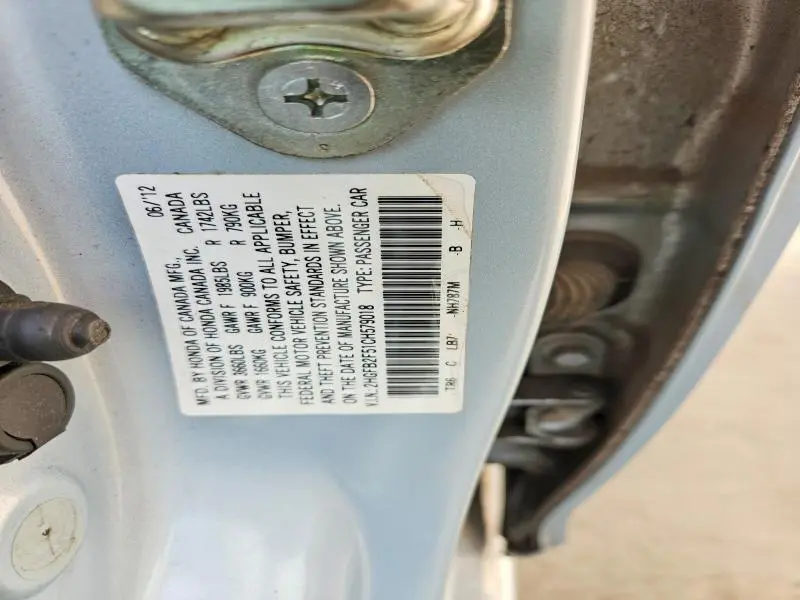 MFD. BY HONDA OF CANADA MFG., 06/'12
A DIVISION OF HONDA CANADA INC. CANADA
GVWR 3660LBS GAWR F 1985LBS R 1742LBS
GVWR 1660KG GAWR F 900KG R 790KG
THIS VEHICLE CONFORMS TO ALL APPLICABLE
FEDERAL MOTOR VEHICLE SAFETY, BUMPER,
AND THEFT PREVENTION STANDARDS IN EFFECT
ON THE DATE OF MANUFACTURE SHOWN ABOVE.
V.I.N.:2HGFB2F51CH579018 TYPE: PASSENGER CAR
TR6 C LB7 -NH787M -B -H